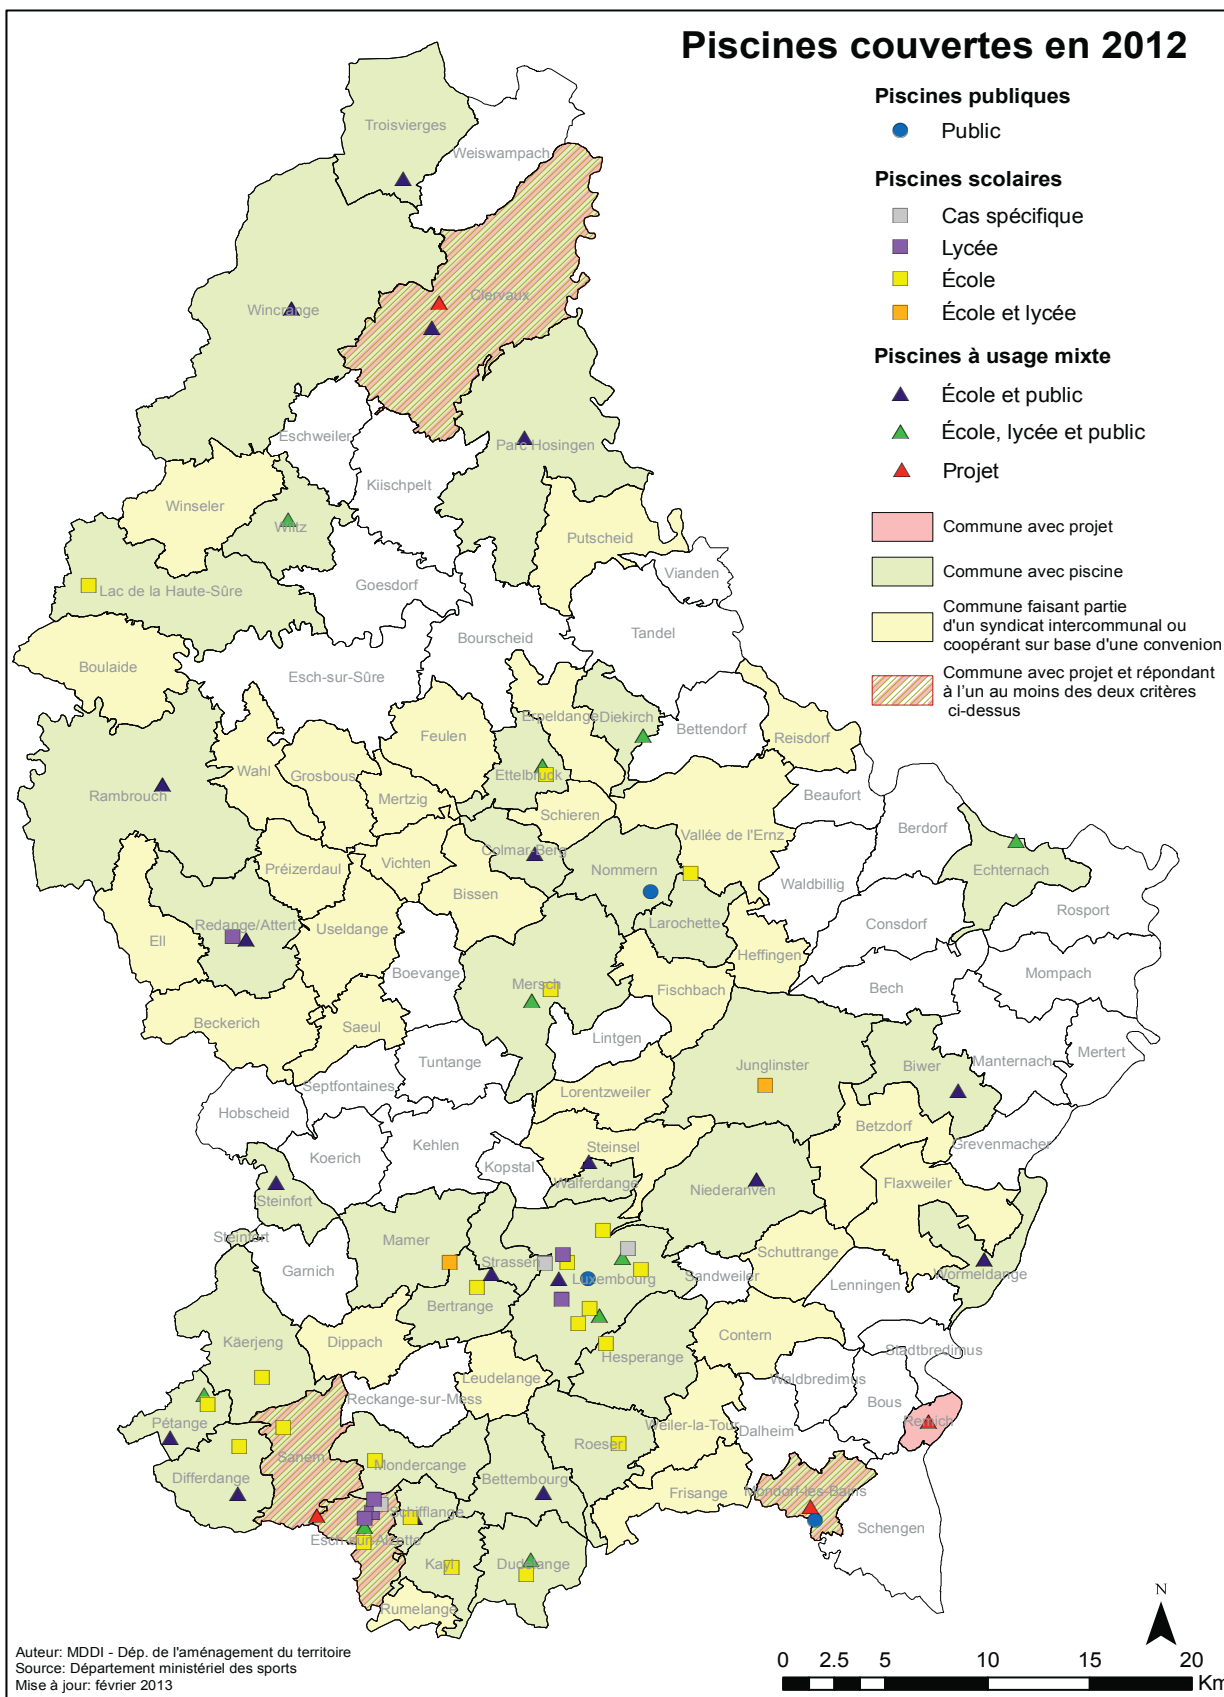 Piscines couvertes en 2012
Piscines publiques
Public
Piscines scolaires
Cas spécifique
Lycée
École
École et lycée
Piscines à usage mixte
École et public
École, lycée et public
Projet
Commune avec projet
Commune avec piscine
Commune faisant partie
d'un syndicat intercommunal ou
coopérant sur base d'une convenion
Commune avec projet et répondant
à l'un au moins des deux critères
ci-dessus
Troisvierges
Weiswampach
Clervaux
Wincrange
Eschweiler
Parc Hosingen
Kiischpelt
Winseler
Wiltz
Putscheid
Vianden
Goesdorf
Lac de la Haute-Sûre
Tandel
Bourscheid
Boulaide
Esch-sur-Sûre
Erpeldange
Diekirch
Bettendorf
Feulen
Reisdorf
Wahl
Grosbous
Ettelbruck
Rambrouch
Mertzig
Beaufort
Schieren
Vallée de l'Ernz
Berdorf
Colmar-Berg
Préizerdaul
Vichten
Nommern
Waldbillig
Echternach
Bissen
Rosport
Redange/Attert
Useldange
Larochette
Consdorf
Ell
Heffingen
Boevange
Mersch
Fischbach
Mompach
Bech
Beckerich
Saeul
Lintgen
Tuntange
Junglinster
Biwer
Manternach
Mertert
Septfontaines
Lorentzweiler
Hobscheid
Betzdorf
Kehlen
Steinsel
Grevenmacher
Koerich
Kopstal
Walferdange
Flaxweiler
Niederanven
Steinfort
Steinfort
Mamer
Garnich
Strassen
Schuttrange
Luxembourg
Sandweiler
Wormeldange
Lenningen
Bertrange
Käerjeng
Dippach
Contern
Stadtbredimus
Hesperange
Leudelange
Waldbredimus
Reckange-sur-Mess
Bous
Pétange
Weiler-la-Tour
Dalheim
Remich
Roeser
Sanem
Mondercange
Differdange
Bettembourg
Frisange
Mondorf-les-Bains
Schifflange
Schengen
Esch-sur-Alzette
Kayl
Dudelange
Rumelange
N
Auteur: MDDI - Dép. de l'aménagement du territoire
Source: Département ministériel des sports
Mise à jour: février 2013
0 2.5 5 10 15 20
Km